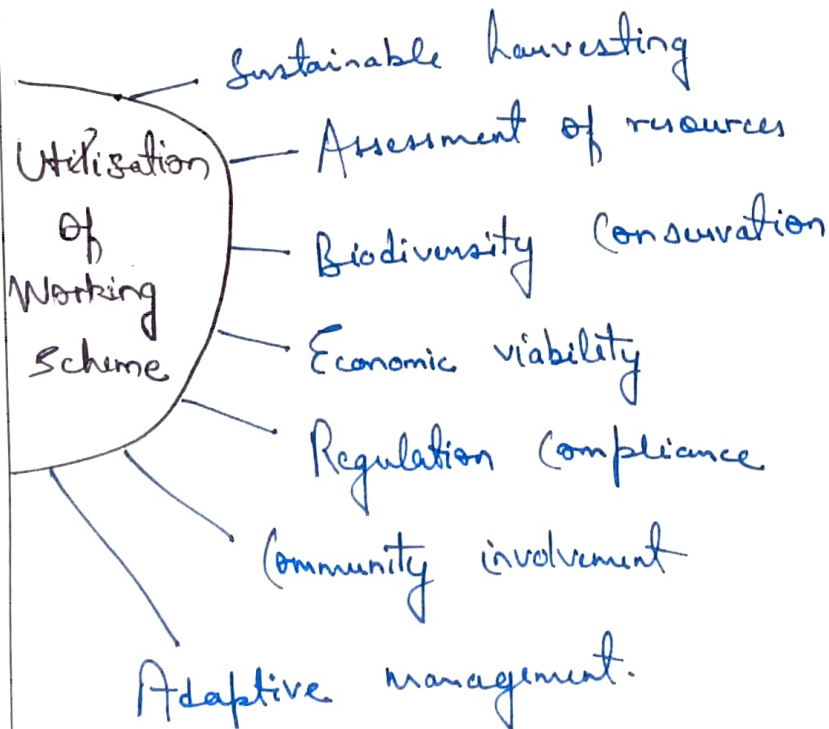 Utilisation
of
Working
Scheme
Sustainable harvesting
Assessment of resources
Biodiversity Conservation
Economic viability
Regulation Compliance
Community involvement
Adaptive management.